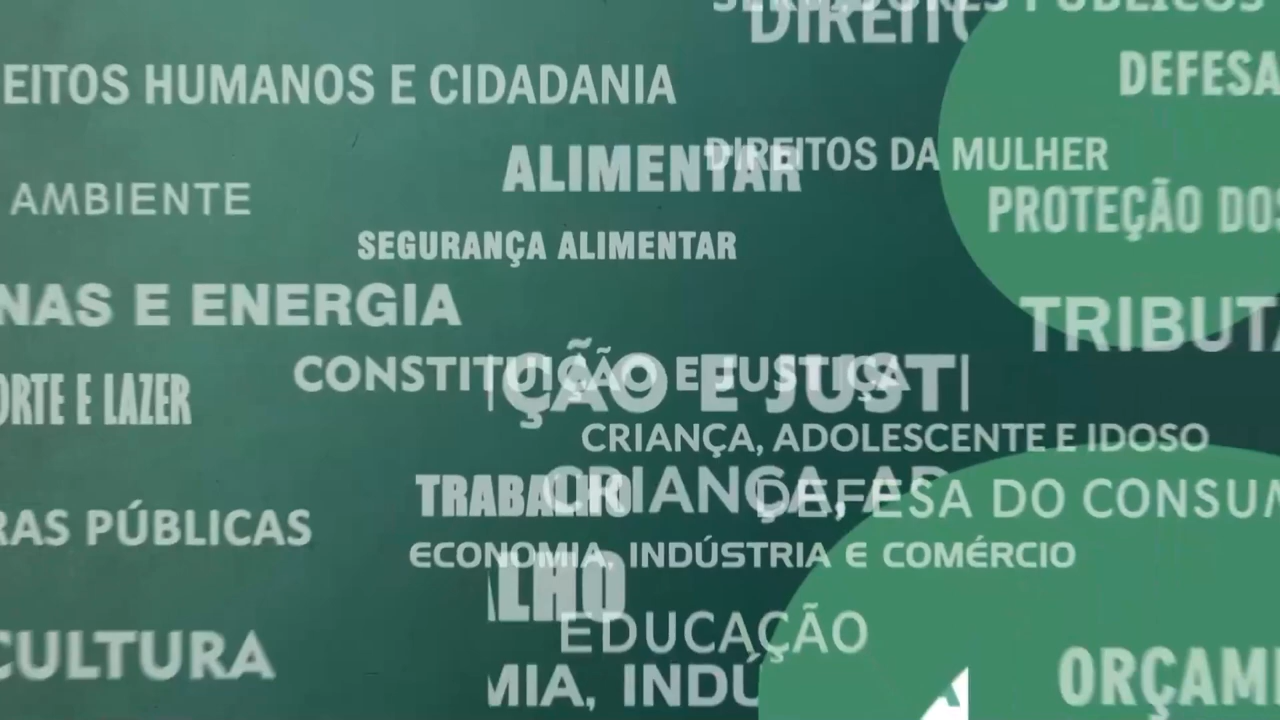 SERVIDORES PÚBLICOS
DIREITO
EITOS HUMANOS E CIDADANIA
DEFESA
ALIMENTAR
DIREITOS DA MULHER
AMBIENTE
PROTEÇÃO DOS
SEGURANÇA ALIMENTAR
NAS E ENERGIA
TRIBUTA
CONSTITUIÇÃO E JUSTIÇA
ÇÃO E JUST
ORTE E LAZER
CRIANÇA, ADOLESCENTE E IDOSO
TRABALHO
CRIANÇA, AD
DEFESA DO CONSUM
RAS PÚBLICAS
ECONOMIA, INDÚSTRIA E COMÉRCIO
LHO
EDUCAÇÃO
CULTURA
MIA, INDÚ
ORÇAME